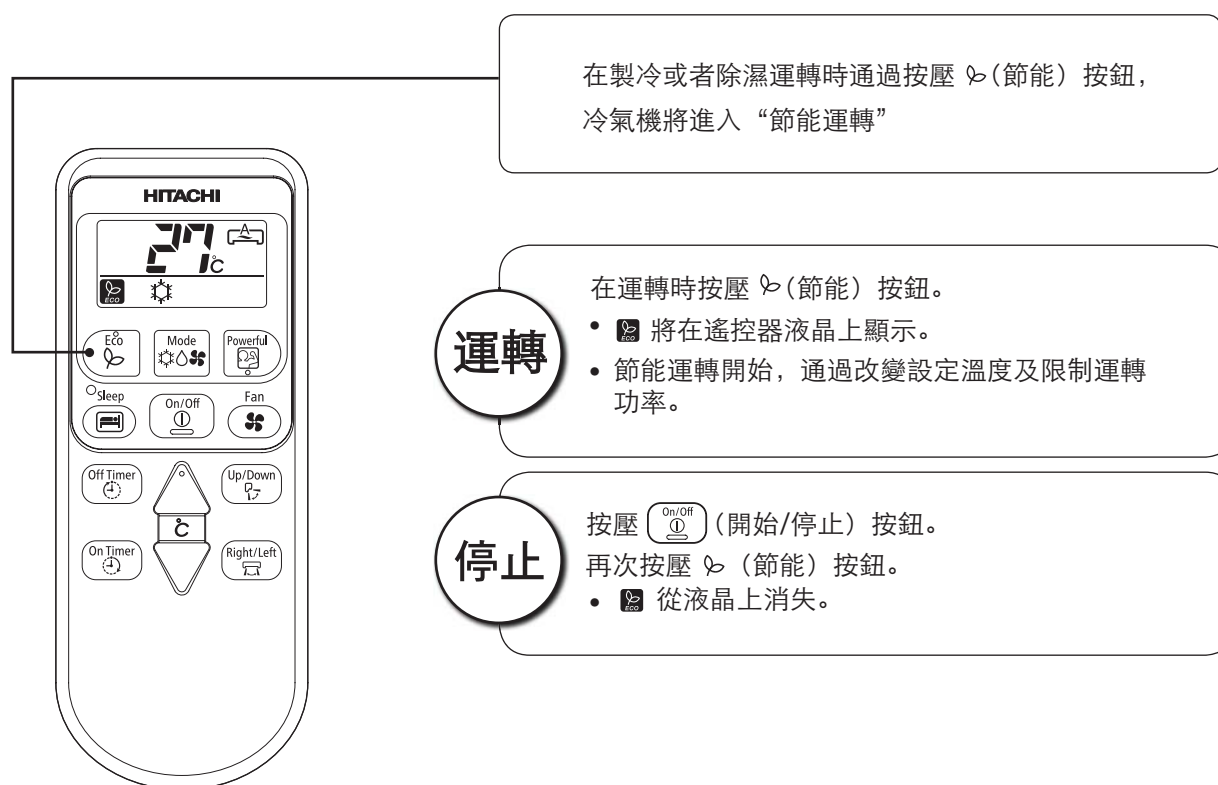 在製冷或者除濕運轉時通過按壓 (節能) 按鈕,
冷氣機將進入 “節能運轉”
HITACHI
27℃
A
ECO
Eco
Mode
Powerful
Sleep
On/Off
Fan
Off Timer
Up/Down
℃
On Timer
Right/Left
運轉
在運轉時按壓 (節能) 按鈕。
• ECO 將在遙控器液晶上顯示。
• 節能運轉開始, 通過改變設定溫度及限制運轉
功率。
停止
按壓 On/Off (開始/停止) 按鈕。
再次按壓 (節能) 按鈕。
• ECO 從液晶上消失。